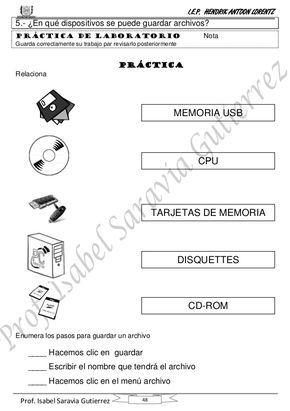 I.E.P. HENDRIK ANTOON LORENTZ
5.- ¿En qué dispositivos se puede guardar archivos?
PRÁCTICA DE LABORATORIO Nota
Guarda correctamente su trabajo par revisarlo posteriormente
PRÁCTICA
Relaciona
MEMORIA USB
CPU
TARJETAS DE MEMORIA
DISQUETTES
CD-ROM
Enumera los pasos para guardar un archivo
____ Hacemos clic en guardar
____ Escribir el nombre que tendrá el archivo
____ Hacemos clic en el menú archivo
Prof. Isabel Saravia Gutierrez
48
Prof. Isabel Saravia Gutierrez